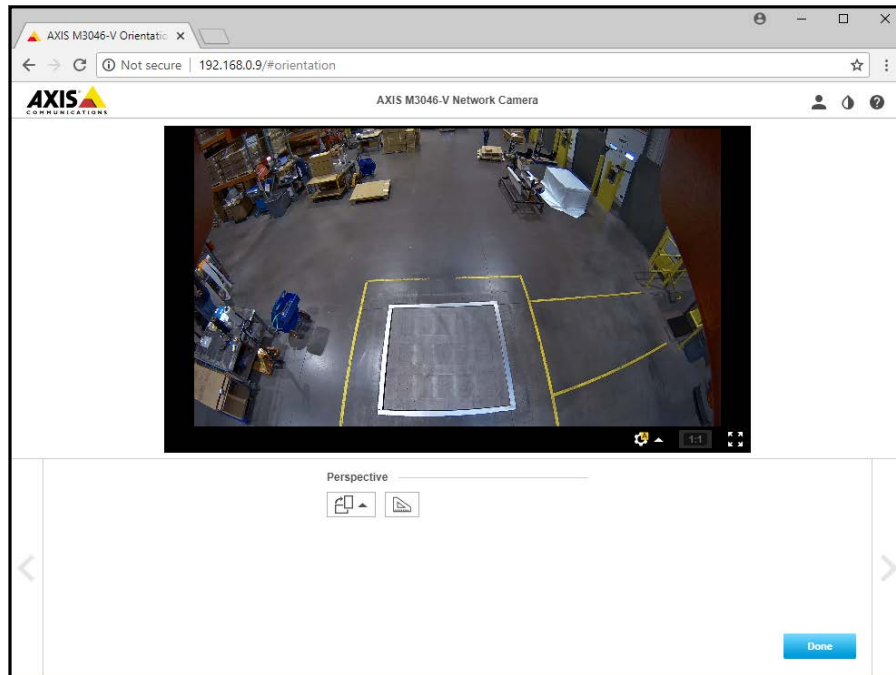 AXIS M3046-V Orientatio
Not secure | 192.168.0.9/#orientation
AXIS
COMMUNICATIONS
AXIS M3046-V Network Camera
1:1
Perspective
Done